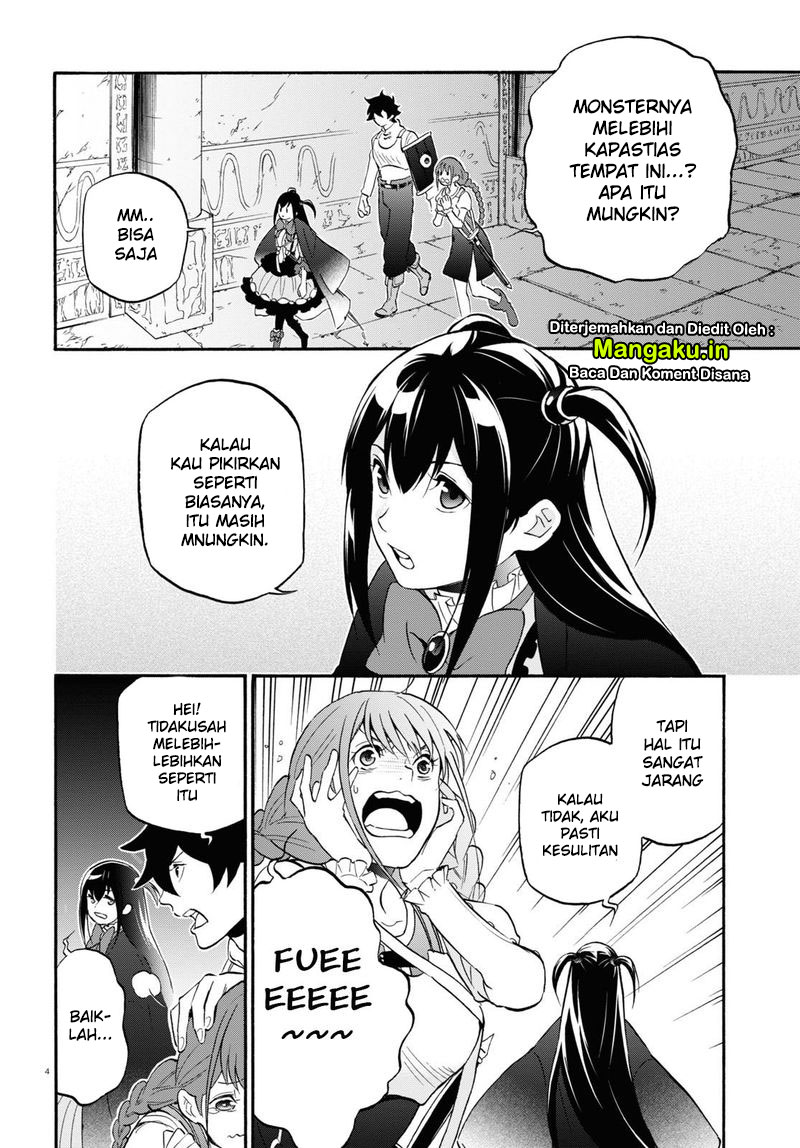 MONSTERNYA
MELEBIHI
KAPASTIAS
TEMPAT INI...?
APA ITU
MUNGKIN?
MM..
BISA
SAJA
Diterjemahkan dan Diedit Oleh :
Mangaku.in
Baca Dan Koment Disana
KALAU
KAU PIKIRKAN
SEPERTI
BIASANYA,
ITU MASIH
MNUNGKIN.
TAPI
HAL ITU
SANGAT
JARANG
KALAU
TIDAK, AKU
PASTI
KESULITAN
FUEE
EEEEE
~~~
HEI!
TIDAKUSAH
MELEBIH-
LEBIHKAN
SEPERTI
ITU
BAIK-
LAH...
4